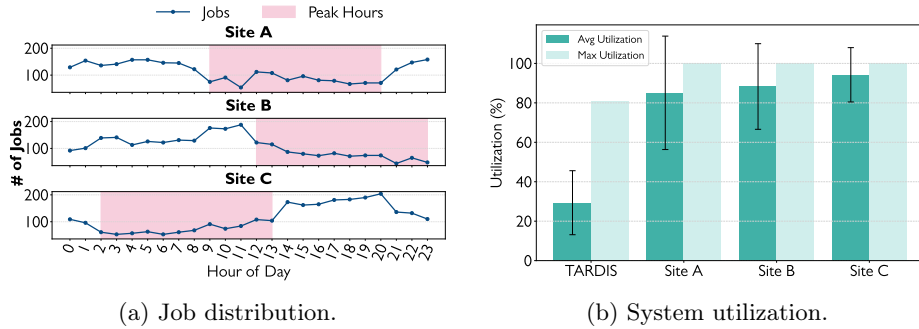 Jobs Peak Hours
Site A
200
100
Site B
200
100
Site C
200
100
# of Jobs
0 1 2 3 4 5 6 7 8 9 10 11 12 13 14 15 16 17 18 19 20 21 22 23
Hour of Day
(a) Job distribution.
Avg Utilization
Max Utilization
120
100
80
60
40
20
0
Utilization (%)
TARDIS Site A Site B Site C
(b) System utilization.